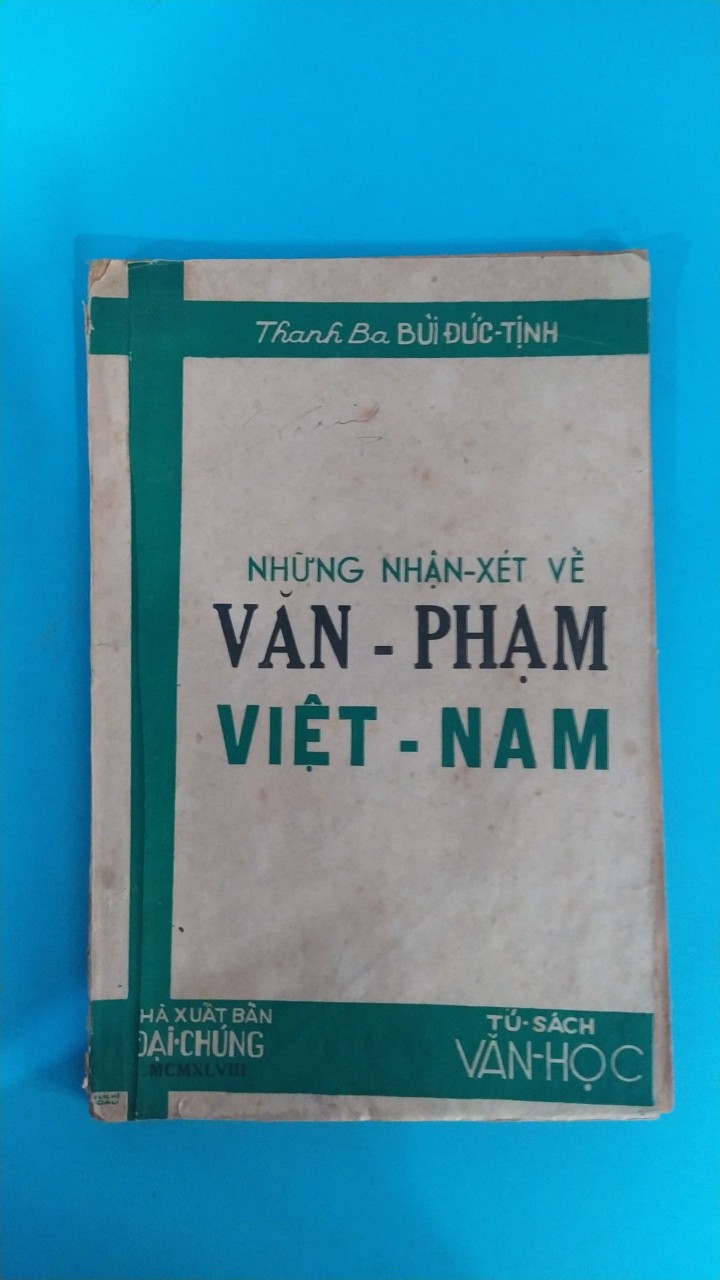 Thanh Ba BÙI ĐỨC-TỊNH
NHỮNG NHẬN-XÉT VỀ
VĂN - PHẠM
VIỆT - NAM
HÀ XUẤT BẢN
ĐẠI-CHÚNG
MCMXLVIII
TỦ-SÁCH
VĂN-HỌC